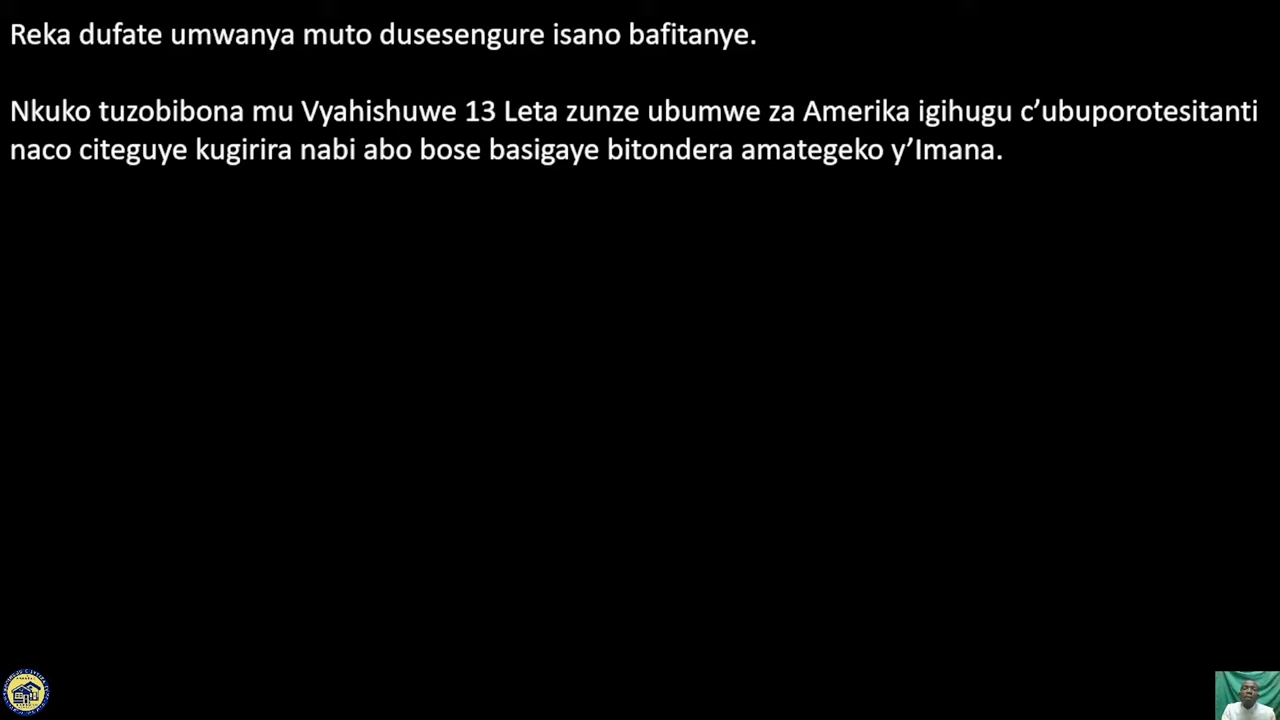 Reka dufate umwanya muto dusesengure isano bafitanye.
Nkuko tuzobibona mu Vyahishuwe 13 Leta zunze ubumwe za Amerika igihugu c’ubuporotesitanti
naco citeguye kugirira nabi abo bose basigaye bitondera amategeko y’Imana.